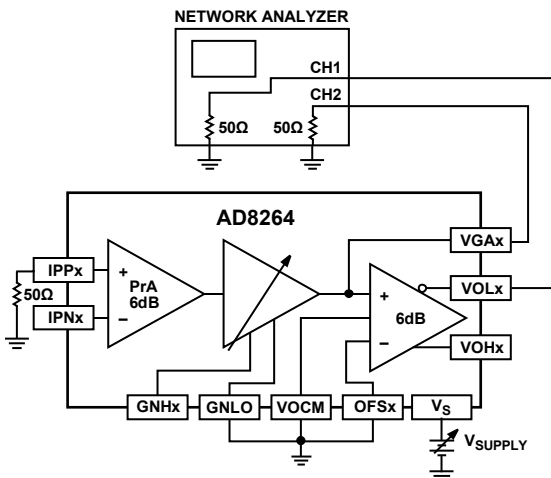 NETWORK ANALYZER
CH1
CH2
50Ω
50Ω
AD8264
VGAx
IPPx
PrA
6dB
+
−
50Ω
IPNx
+
−
6dB
VOLx
VOHx
GNHx
GNLO
VOCM
OFSx
VS
VSUPPLY